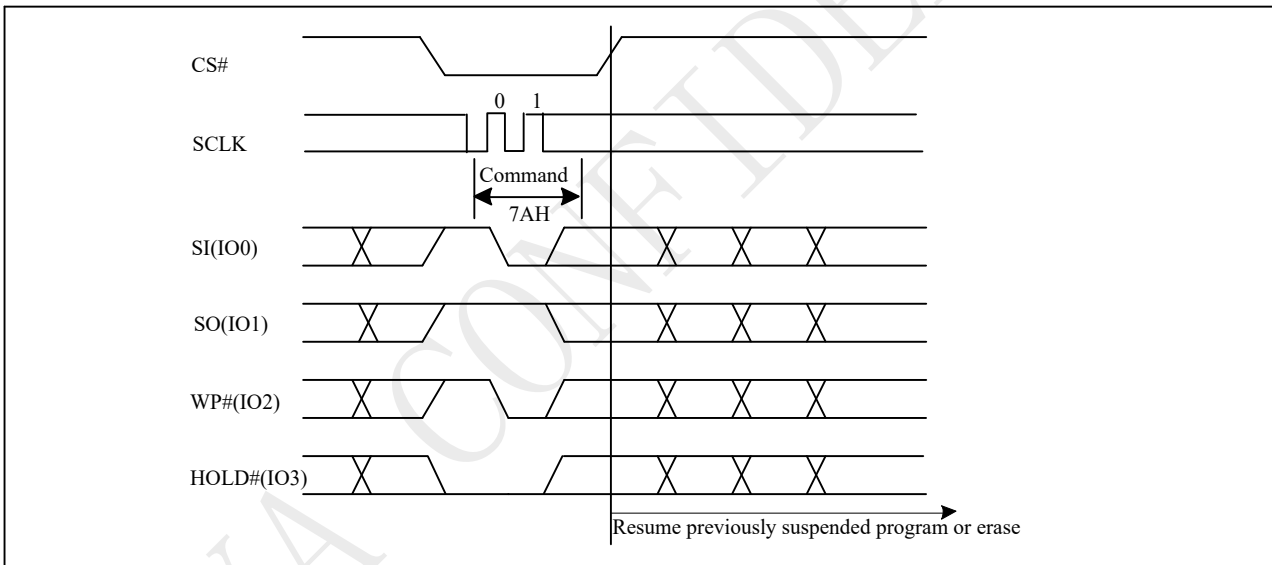 CS#
0 1
SCLK
Command
7AH
SI(IO0)
SO(IO1)
WP#(IO2)
HOLD#(IO3)
Resume previously suspended program or erase